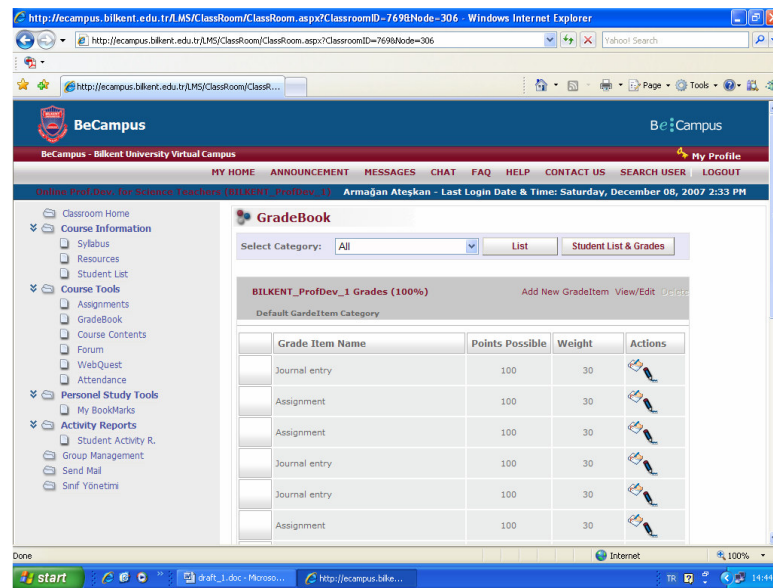 http://ecampus.bilkent.edu.tr/LMS/ClassRoom/ClassRoom.aspx?ClassroomID=769&Node=306 - Windows Internet Explorer
http://ecampus.bilkent.edu.tr/LMS/ClassRoom/ClassRoom.aspx?ClassroomID=769&Node=306
Yahoo! Search
http://ecampus.bilkent.edu.tr/LMS/ClassRoom/ClassR...
Page
Tools
BeCampus
Be Campus
BeCampus - Bilkent University Virtual Campus
My Profile
MY HOME ANNOUNCEMENT MESSAGES CHAT FAQ HELP CONTACT US SEARCH USER LOGOUT
Online ProfDev. for Science Teachers (BILKENT_ProfDev_1) Armağan Ateşkan - Last Login Date & Time: Saturday, December 08, 2007 2:33 PM
Classroom Home
Course Information
Syllabus
Resources
Student List
Course Tools
Assignments
GradeBook
Course Contents
Forum
WebQuest
Attendance
Personel Study Tools
My BookMarks
Activity Reports
Student Activity R.
Group Management
Send Mail
Sınıf Yönetimi
GradeBook
Select Category: All List Student List & Grades
BILKENT_ProfDev_1 Grades (100%) Add New GradeItem View/Edit Delete
Default GardeItem Category
Grade Item Name Points Possible Weight Actions
Journal entry 100 30
Assignment 100 30
Assignment 100 30
Journal entry 100 30
Journal entry 100 30
Assignment 100 30
Done Internet 100%
start draft_1.doc - Microso... http://ecampus.bilke... TR 14:44